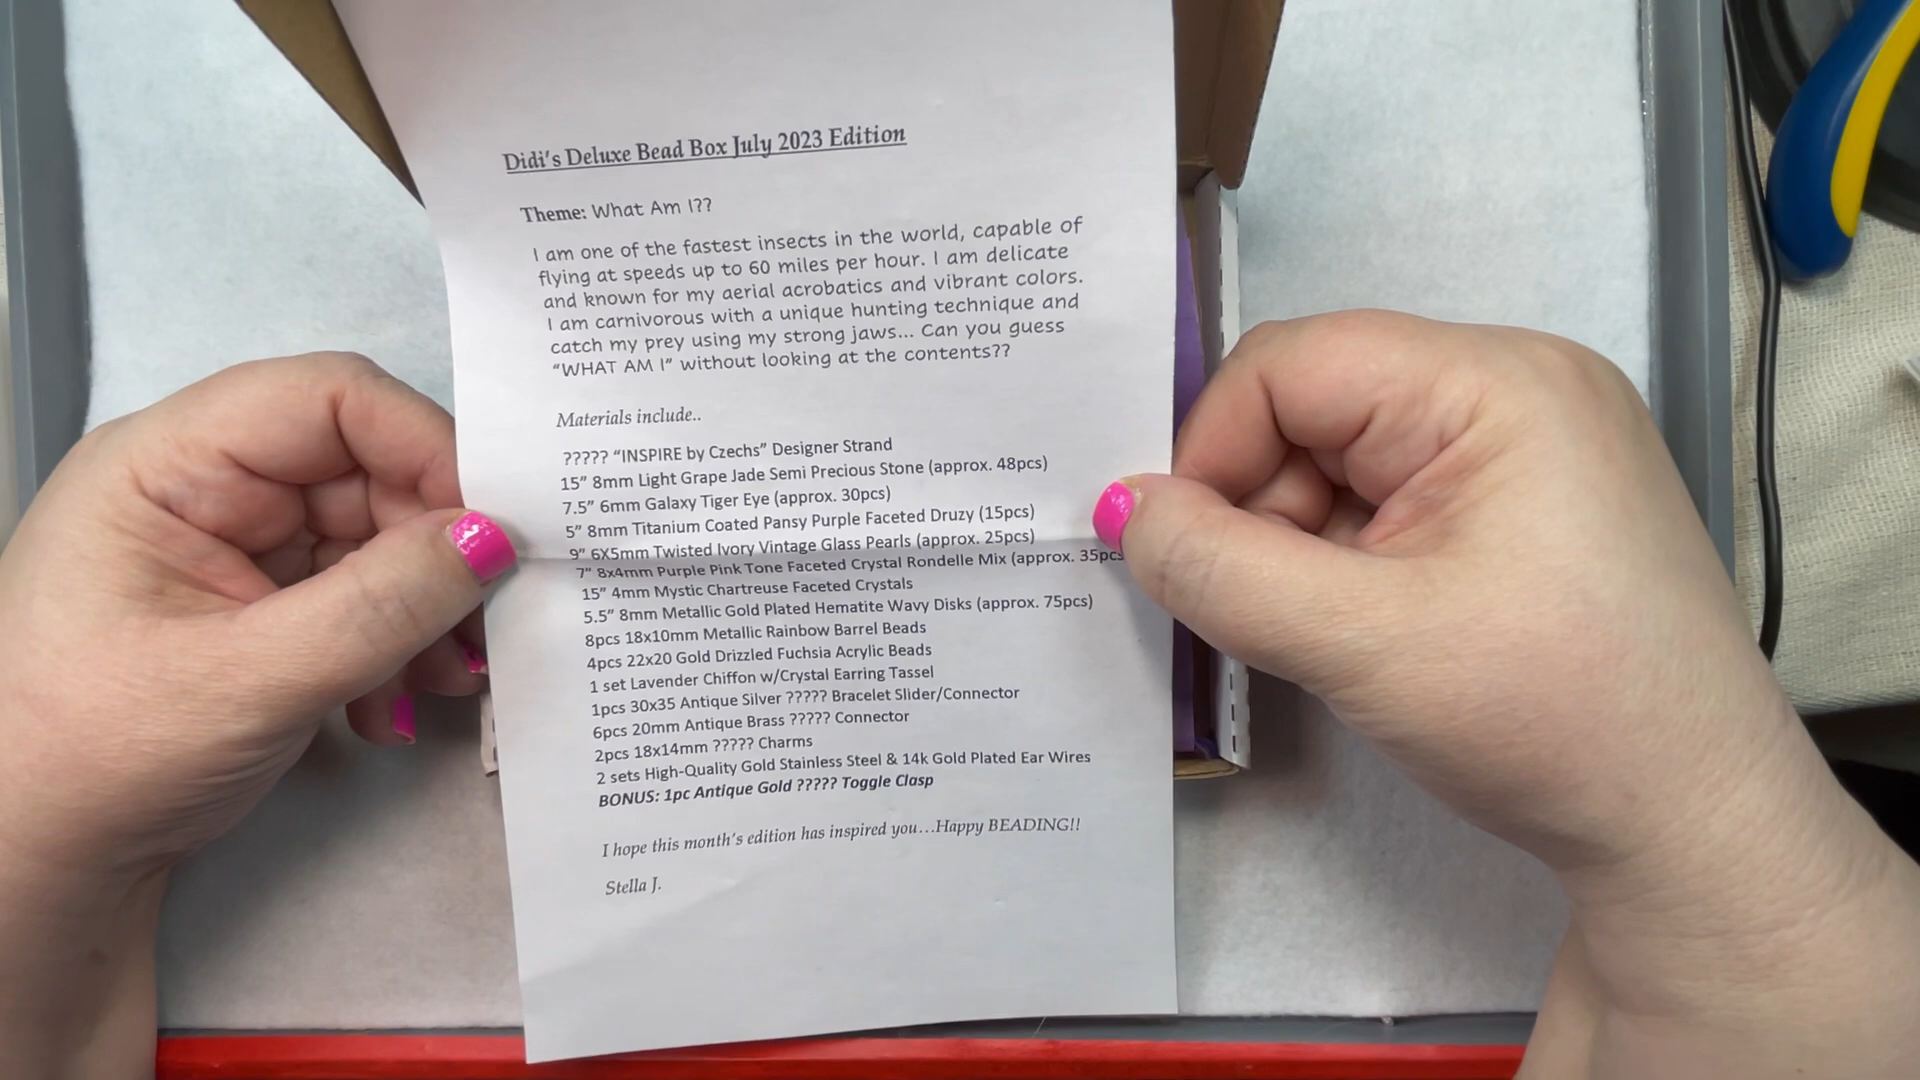 Didi's Deluxe Bead Box July 2023 Edition
Theme: What Am I??
I am one of the fastest insects in the world, capable of
flying at speeds up to 60 miles per hour. I am delicate
and known for my aerial acrobatics and vibrant colors.
I am carnivorous with a unique hunting technique and
catch my prey using my strong jaws... Can you guess
"WHAT AM I" without looking at the contents??
Materials include..
????? "INSPIRE by Czechs" Designer Strand
15" 8mm Light Grape Jade Semi Precious Stone (approx. 48pcs)
7.5" 6mm Galaxy Tiger Eye (approx. 30pcs)
5" 8mm Titanium Coated Pansy Purple Faceted Druzy (15pcs)
9" 6X5mm Twisted Ivory Vintage Glass Pearls (approx. 25pcs)
7" 8x4mm Purple Pink Tone Faceted Crystal Rondelle Mix (approx. 35pcs
15" 4mm Mystic Chartreuse Faceted Crystals
5.5" 8mm Metallic Gold Plated Hematite Wavy Disks (approx. 75pcs)
8pcs 18x10mm Metallic Rainbow Barrel Beads
4pcs 22x20 Gold Drizzled Fuchsia Acrylic Beads
1 set Lavender Chiffon w/Crystal Earring Tassel
1pcs 30x35 Antique Silver ????? Bracelet Slider/Connector
6pcs 20mm Antique Brass ????? Connector
2pcs 18x14mm ????? Charms
2 sets High-Quality Gold Stainless Steel & 14k Gold Plated Ear Wires
BONUS: 1pc Antique Gold ????? Toggle Clasp
I hope this month's edition has inspired you...Happy BEADING!!
Stella J.